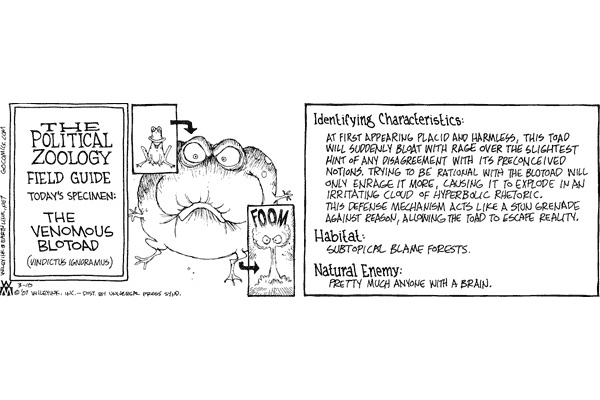 THE
POLITICAL
ZOOLOGY
FIELD GUIDE
TODAY'S SPECIMEN:
THE
VENOMOUS
BLOTOAD
(VINDICTUS IGNORAMUS)
FOOM
Identifying Characteristics:
AT FIRST APPEARING PLACID AND HARMLESS, THIS TOAD
WILL SUDDENLY BLOAT WITH RAGE OVER THE SLIGHTEST
HINT OF ANY DISAGREEMENT WITH ITS PRECONCEIVED
NOTIONS. TRYING TO BE RATIONAL WITH THE BLOTOAD WILL
ONLY ENRAGE IT MORE, CAUSING IT TO EXPLODE IN AN
IRRITATING CLOUD OF HYPERBOLIC RHETORIC.
THIS DEFENSE MECHANISM ACTS LIKE A STUN GRENADE
AGAINST REASON, ALLOWING THE TOAD TO ESCAPE REALITY.
Habitat:
SUBTOPICAL BLAME FORESTS.
Natural Enemy:
PRETTY MUCH ANYONE WITH A BRAIN.
GOCOMICS.COM
3-10
©'07 WILEYINK, INC. – DIST. BY UNIVERSAL PRESS SYND.